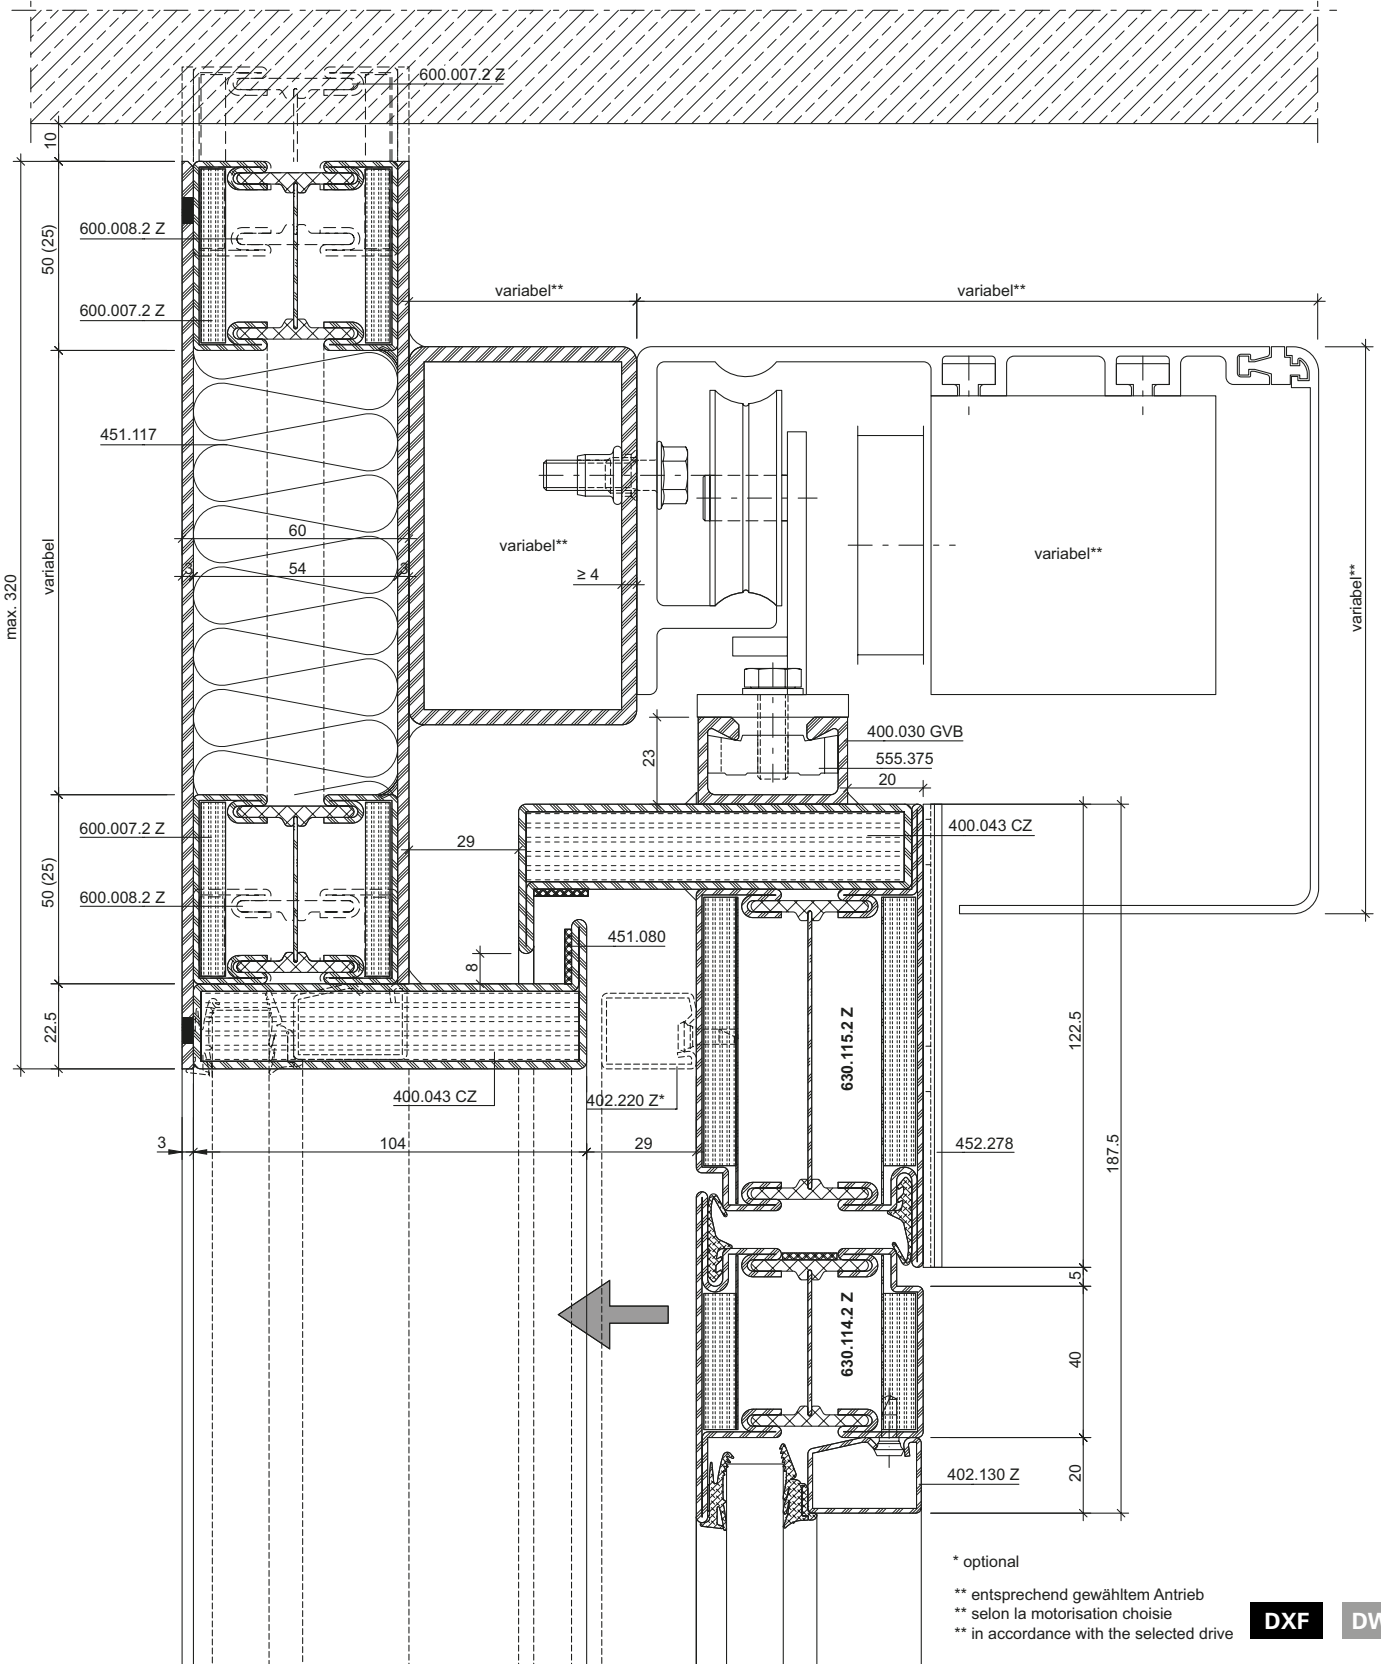 600.007.2 Z
10
600.008.2 Z
50 (25)
600.007.2 Z
variabel**
variabel**
451.117
60
variabel**
variabel**
3
54
3
≥ 4
variabel
max. 320
variabel**
400.030 GVB
555.375
23
20
600.007.2 Z
400.043 CZ
29
50 (25)
600.008.2 Z
451.080
8
22.5
630.115.2 Z
122.5
400.043 CZ
402.220 Z*
3
104
29
452.278
187.5
5
630.114.2 Z
40
402.130 Z
20
* optional
** entsprechend gewähltem Antrieb
** selon la motorisation choisie
** in accordance with the selected drive
DXF